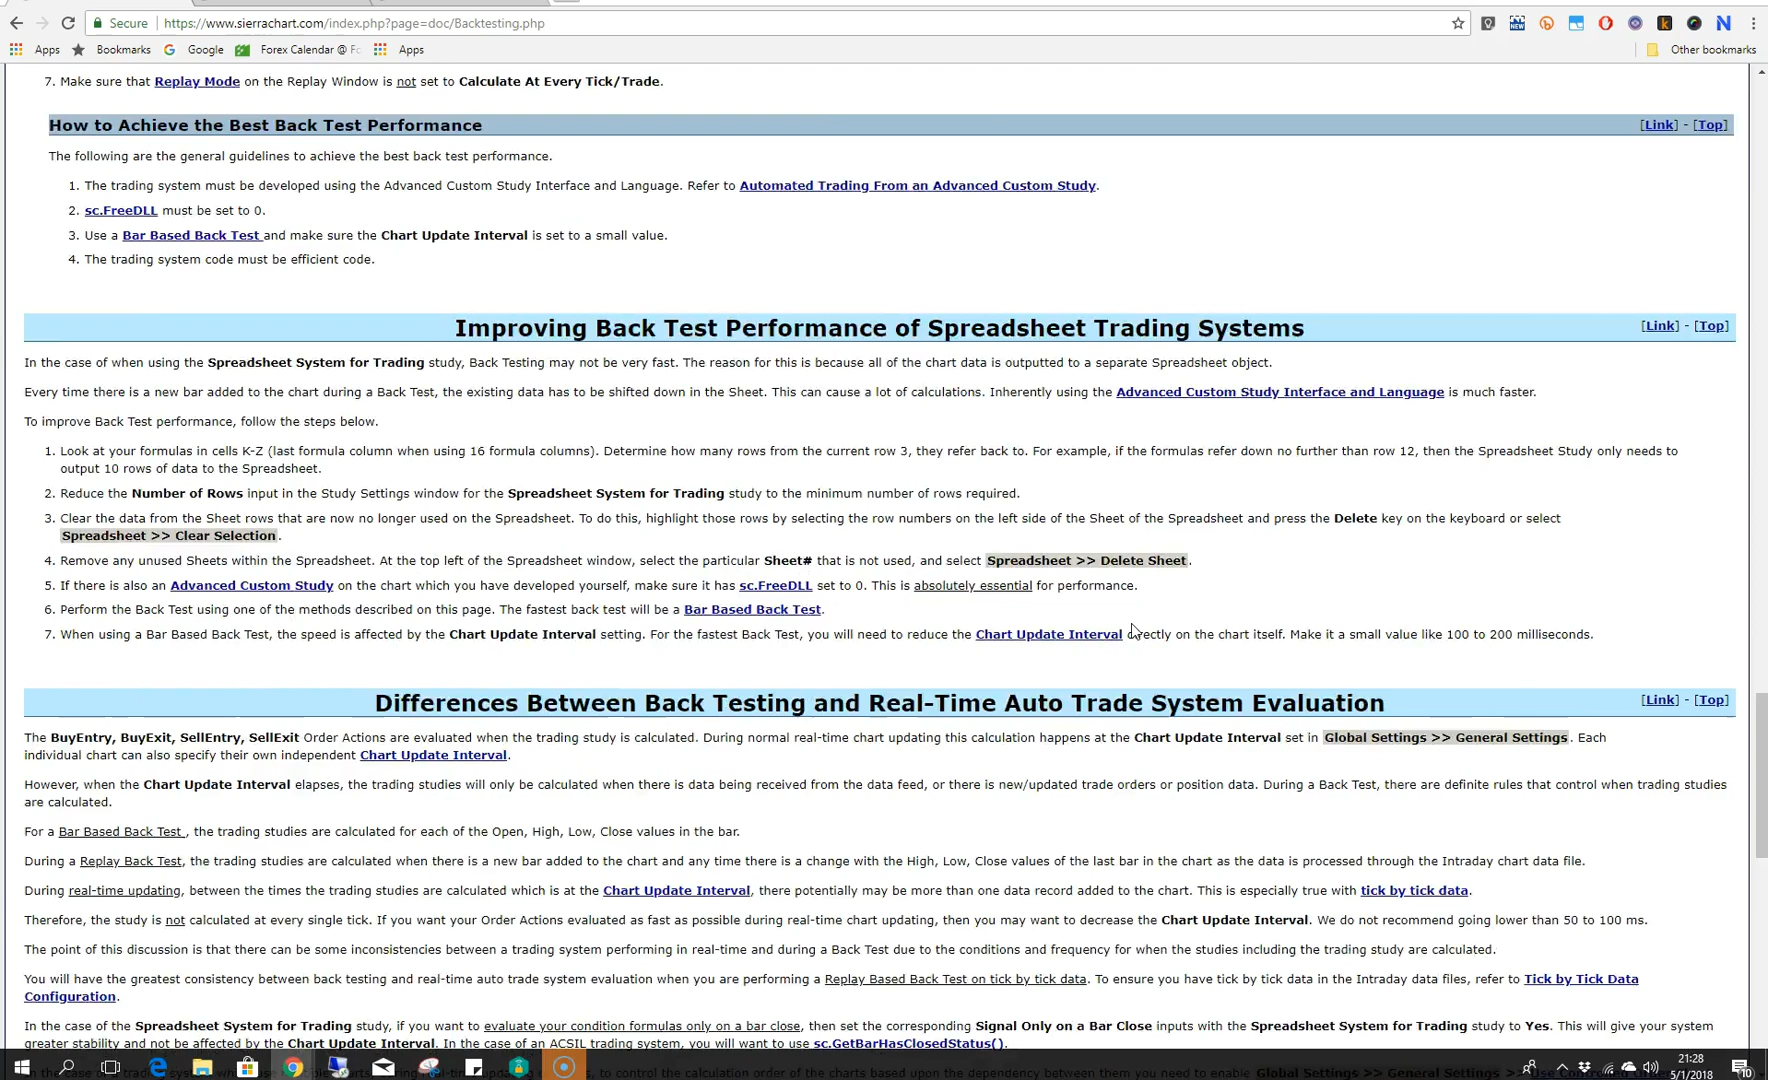 Secure | https://www.sierrachart.com/index.php?page=doc/Backtesting.php
Apps Bookmarks Google Forex Calendar @ Fc Apps Other bookmarks
7. Make sure that Replay Mode on the Replay Window is not set to Calculate At Every Tick/Trade.
How to Achieve the Best Back Test Performance [Link] - [Top]
The following are the general guidelines to achieve the best back test performance.
1. The trading system must be developed using the Advanced Custom Study Interface and Language. Refer to Automated Trading From an Advanced Custom Study.
2. sc.FreeDLL must be set to 0.
3. Use a Bar Based Back Test and make sure the Chart Update Interval is set to a small value.
4. The trading system code must be efficient code.
Improving Back Test Performance of Spreadsheet Trading Systems [Link] - [Top]
In the case of when using the Spreadsheet System for Trading study, Back Testing may not be very fast. The reason for this is because all of the chart data is outputted to a separate Spreadsheet object.
Every time there is a new bar added to the chart during a Back Test, the existing data has to be shifted down in the Sheet. This can cause a lot of calculations. Inherently using the Advanced Custom Study Interface and Language is much faster.
To improve Back Test performance, follow the steps below.
1. Look at your formulas in cells K-Z (last formula column when using 16 formula columns). Determine how many rows from the current row 3, they refer back to. For example, if the formulas refer down no further than row 12, then the Spreadsheet Study only needs to
output 10 rows of data to the Spreadsheet.
2. Reduce the Number of Rows input in the Study Settings window for the Spreadsheet System for Trading study to the minimum number of rows required.
3. Clear the data from the Sheet rows that are now no longer used on the Spreadsheet. To do this, highlight those rows by selecting the row numbers on the left side of the Sheet of the Spreadsheet and press the Delete key on the keyboard or select
Spreadsheet >> Clear Selection.
4. Remove any unused Sheets within the Spreadsheet. At the top left of the Spreadsheet window, select the particular Sheet# that is not used, and select Spreadsheet >> Delete Sheet.
5. If there is also an Advanced Custom Study on the chart which you have developed yourself, make sure it has sc.FreeDLL set to 0. This is absolutely essential for performance.
6. Perform the Back Test using one of the methods described on this page. The fastest back test will be a Bar Based Back Test.
7. When using a Bar Based Back Test, the speed is affected by the Chart Update Interval setting. For the fastest Back Test, you will need to reduce the Chart Update Interval directly on the chart itself. Make it a small value like 100 to 200 milliseconds.
Differences Between Back Testing and Real-Time Auto Trade System Evaluation [Link] - [Top]
The BuyEntry, BuyExit, SellEntry, SellExit Order Actions are evaluated when the trading study is calculated. During normal real-time chart updating this calculation happens at the Chart Update Interval set in Global Settings >> General Settings. Each
individual chart can also specify their own independent Chart Update Interval.
However, when the Chart Update Interval elapses, the trading studies will only be calculated when there is data being received from the data feed, or there is new/updated trade orders or position data. During a Back Test, there are definite rules that control when trading studies
are calculated.
For a Bar Based Back Test , the trading studies are calculated for each of the Open, High, Low, Close values in the bar.
During a Replay Back Test, the trading studies are calculated when there is a new bar added to the chart and any time there is a change with the High, Low, Close values of the last bar in the chart as the data is processed through the Intraday chart data file.
During real-time updating, between the times the trading studies are calculated which is at the Chart Update Interval, there potentially may be more than one data record added to the chart. This is especially true with tick by tick data.
Therefore, the study is not calculated at every single tick. If you want your Order Actions evaluated as fast as possible during real-time chart updating, then you may want to decrease the Chart Update Interval. We do not recommend going lower than 50 to 100 ms.
The point of this discussion is that there can be some inconsistencies between a trading system performing in real-time and during a Back Test due to the conditions and frequency for when the studies including the trading study are calculated.
You will have the greatest consistency between back testing and real-time auto trade system evaluation when you are performing a Replay Based Back Test on tick by tick data. To ensure you have tick by tick data in the Intraday data files, refer to Tick by Tick Data
Configuration.
In the case of the Spreadsheet System for Trading study, if you want to evaluate your condition formulas only on a bar close, then set the corresponding Signal Only on a Bar Close inputs with the Spreadsheet System for Trading study to Yes. This will give your system
greater stability and not be affected by the Chart Update Interval. In the case of an ACSIL trading system, you will want to use sc.GetBarHasClosedStatus().
21:28
5/1/2018